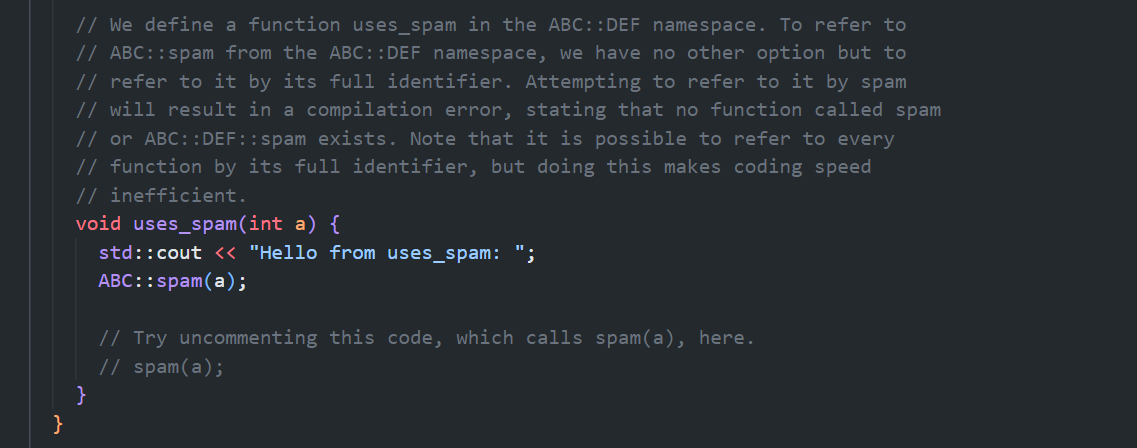 // We define a function uses_spam in the ABC::DEF namespace. To refer to
// ABC::spam from the ABC::DEF namespace, we have no other option but to
// refer to it by its full identifier. Attempting to refer to it by spam
// will result in a compilation error, stating that no function called spam
// or ABC::DEF::spam exists. Note that it is possible to refer to every
// function by its full identifier, but doing this makes coding speed
// inefficient.
void uses_spam(int a) {
  std::cout << "Hello from uses_spam: ";
  ABC::spam(a);

  // Try uncommenting this code, which calls spam(a), here.
  // spam(a);
}
}